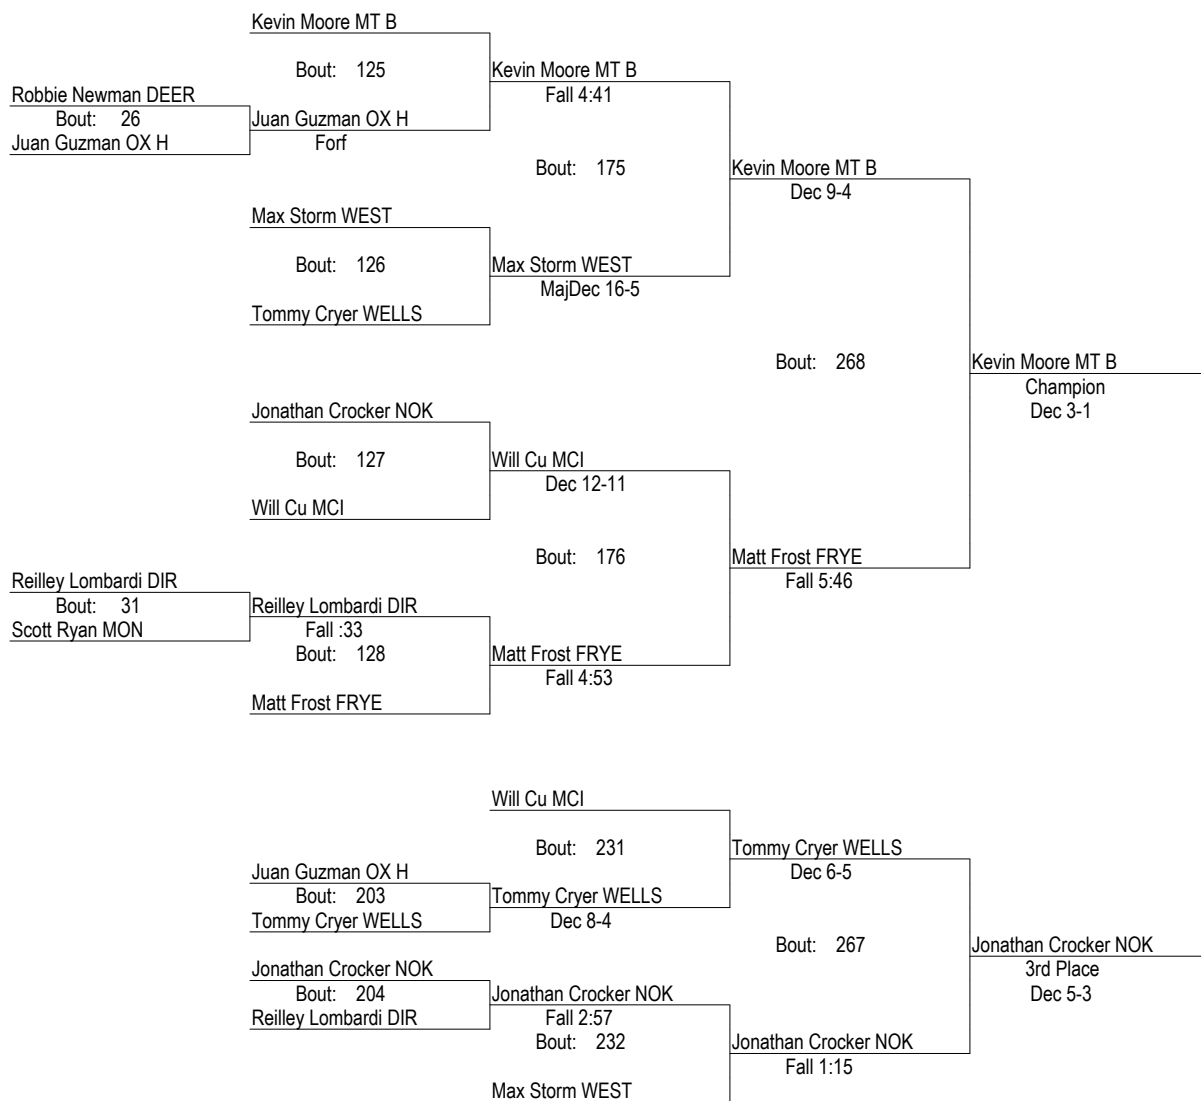 Kevin Moore MT B
Bout: 125
Kevin Moore MT B
Fall 4:41
Robbie Newman DEER
Bout: 26
Juan Guzman OX H
Juan Guzman OX H
Forf
Bout: 175
Kevin Moore MT B
Dec 9-4
Max Storm WEST
Bout: 126
Max Storm WEST
MajDec 16-5
Tommy Cryer WELLS
Bout: 268
Kevin Moore MT B
Champion
Dec 3-1
Jonathan Crocker NOK
Bout: 127
Will Cu MCI
Dec 12-11
Will Cu MCI
Bout: 176
Matt Frost FRYE
Fall 5:46
Reilley Lombardi DIR
Bout: 31
Scott Ryan MON
Reilley Lombardi DIR
Fall :33
Bout: 128
Matt Frost FRYE
Fall 4:53
Matt Frost FRYE
Will Cu MCI
Bout: 231
Tommy Cryer WELLS
Dec 6-5
Juan Guzman OX H
Bout: 203
Tommy Cryer WELLS
Tommy Cryer WELLS
Dec 8-4
Bout: 267
Jonathan Crocker NOK
3rd Place
Dec 5-3
Jonathan Crocker NOK
Bout: 204
Reilley Lombardi DIR
Jonathan Crocker NOK
Fall 2:57
Bout: 232
Jonathan Crocker NOK
Fall 1:15
Max Storm WEST